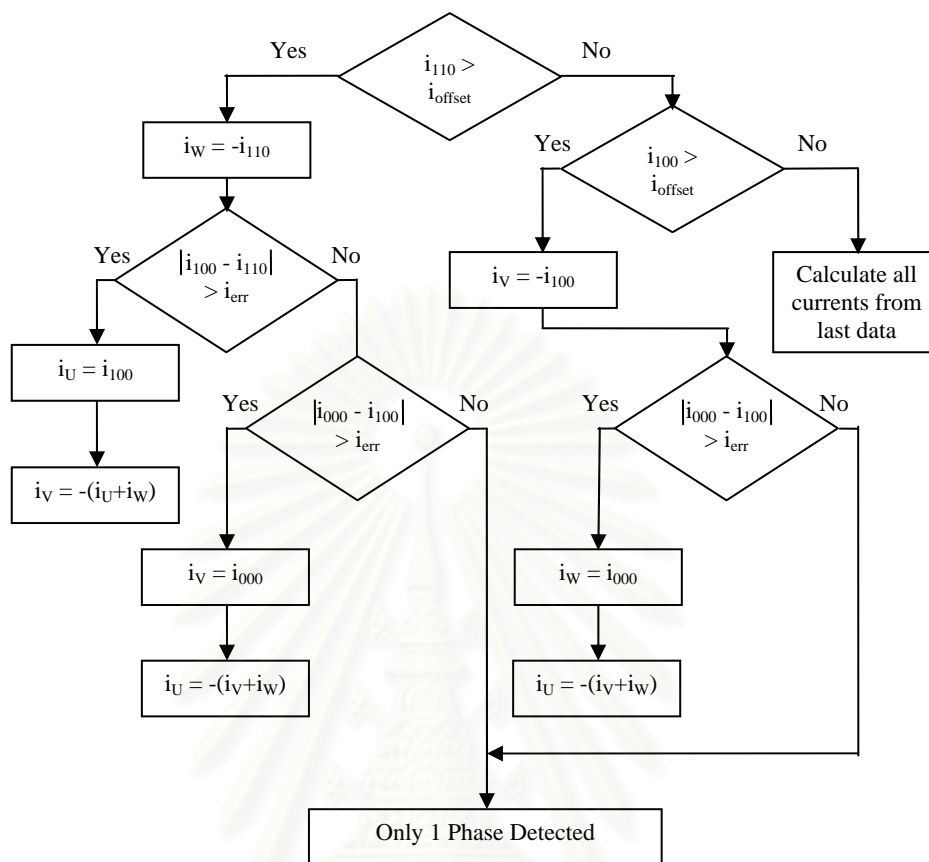 Yes
No
i110 >
ioffset
iW = -i110
Yes
No
i100 >
ioffset
Yes
No
|i100 - i110|
> ierr
iV = -i100
Calculate all
currents from
last data
iU = i100
Yes
No
|i000 - i100|
> ierr
Yes
No
|i000 - i100|
> ierr
iV = -(iU+iW)
iV = i000
iW = i000
iU = -(iV+iW)
iU = -(iV+iW)
Only 1 Phase Detected